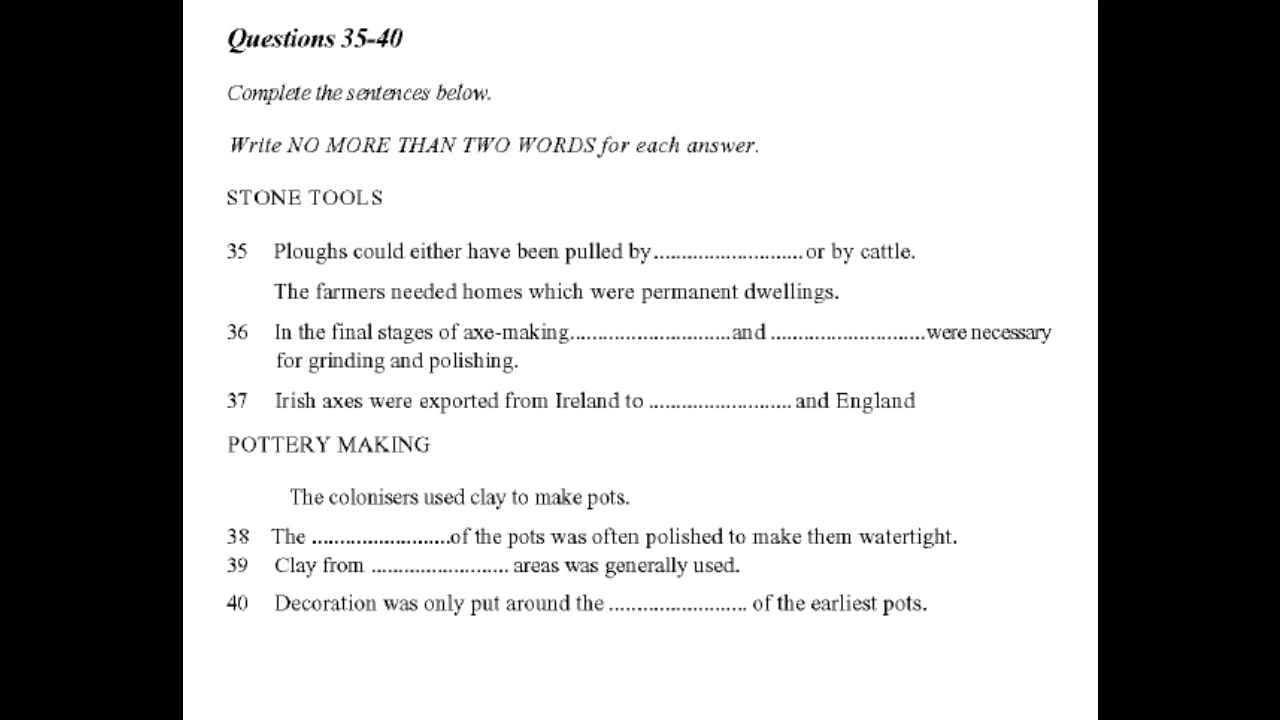 Questions 35-40
Complete the sentences below.
Write NO MORE THAN TWO WORDS for each answer.
STONE TOOLS
35 Ploughs could either have been pulled by........................... or by cattle.
The farmers needed homes which were permanent dwellings.
36 In the final stages of axe-making.............................and ............................were necessary
for grinding and polishing.
37 Irish axes were exported from Ireland to ......................... and England
POTTERY MAKING
The colonisers used clay to make pots.
38 The .........................of the pots was often polished to make them watertight.
39 Clay from ........................ areas was generally used.
40 Decoration was only put around the ........................ of the earliest pots.